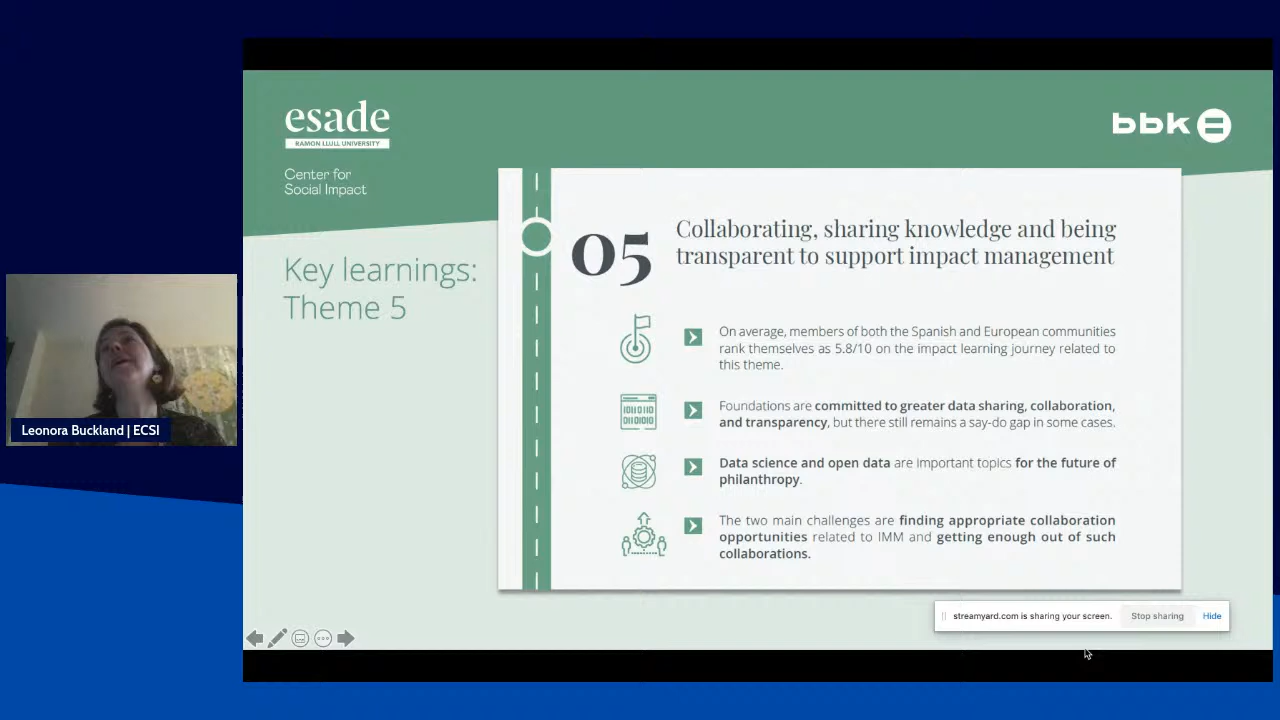 esade
RAMON LLULL UNIVERSITY
Center for
Social Impact
bbk
Key learnings:
Theme 5
05
Collaborating, sharing knowledge and being
transparent to support impact management
On average, members of both the Spanish and European communities
rank themselves as 5.8/10 on the impact learning journey related to
this theme.
Foundations are committed to greater data sharing, collaboration,
and transparency, but there still remains a say-do gap in some cases.
Data science and open data are important topics for the future of
philanthropy.
The two main challenges are finding appropriate collaboration
opportunities related to IMM and getting enough out of such
collaborations.
Leonora Buckland | ECSI
streamyard.com is sharing your screen.
Stop sharing
Hide